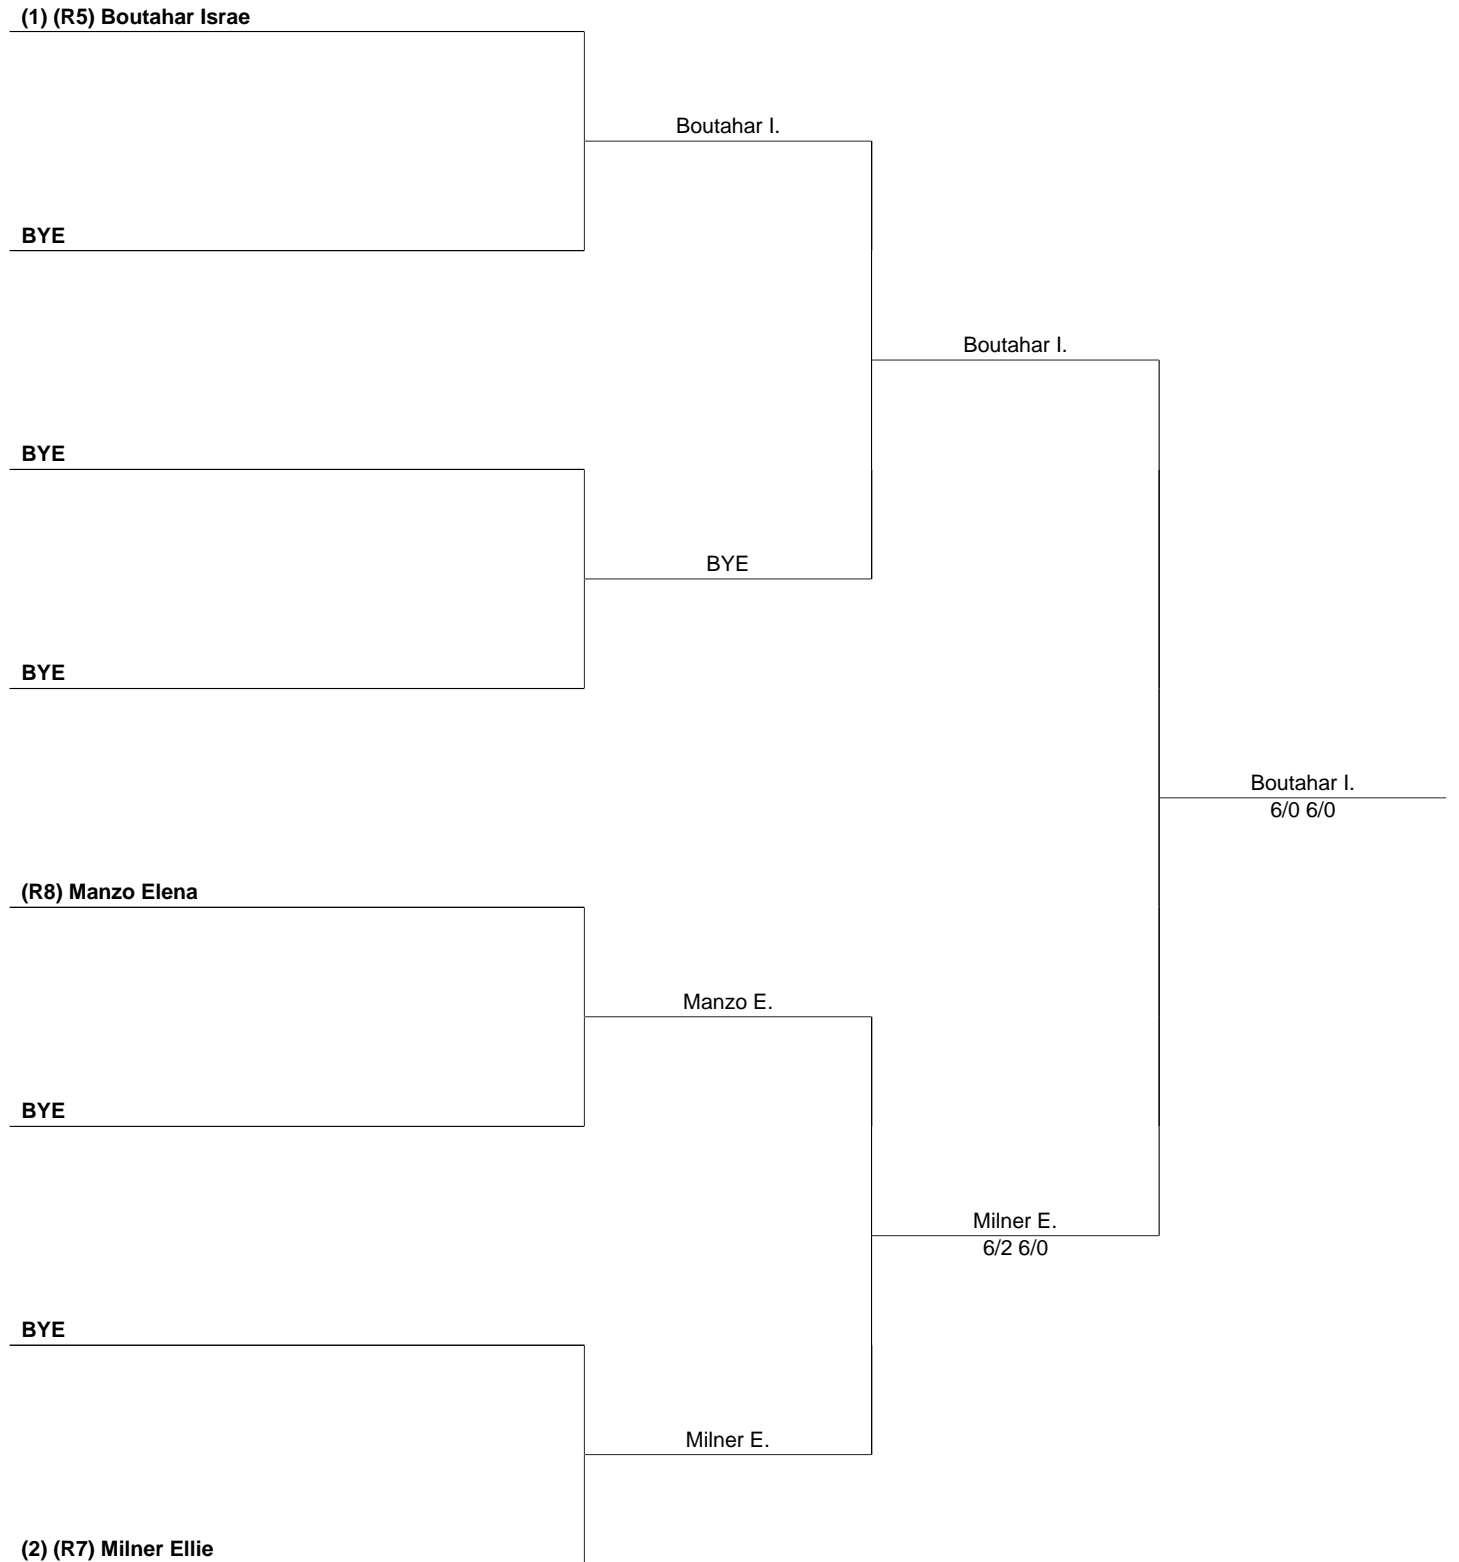 (1) (R5) Boutahar Israe
Boutahar I.
BYE
Boutahar I.
BYE
BYE
BYE
Boutahar I.
6/0 6/0
(R8) Manzo Elena
Manzo E.
BYE
Milner E.
6/2 6/0
BYE
Milner E.
(2) (R7) Milner Ellie